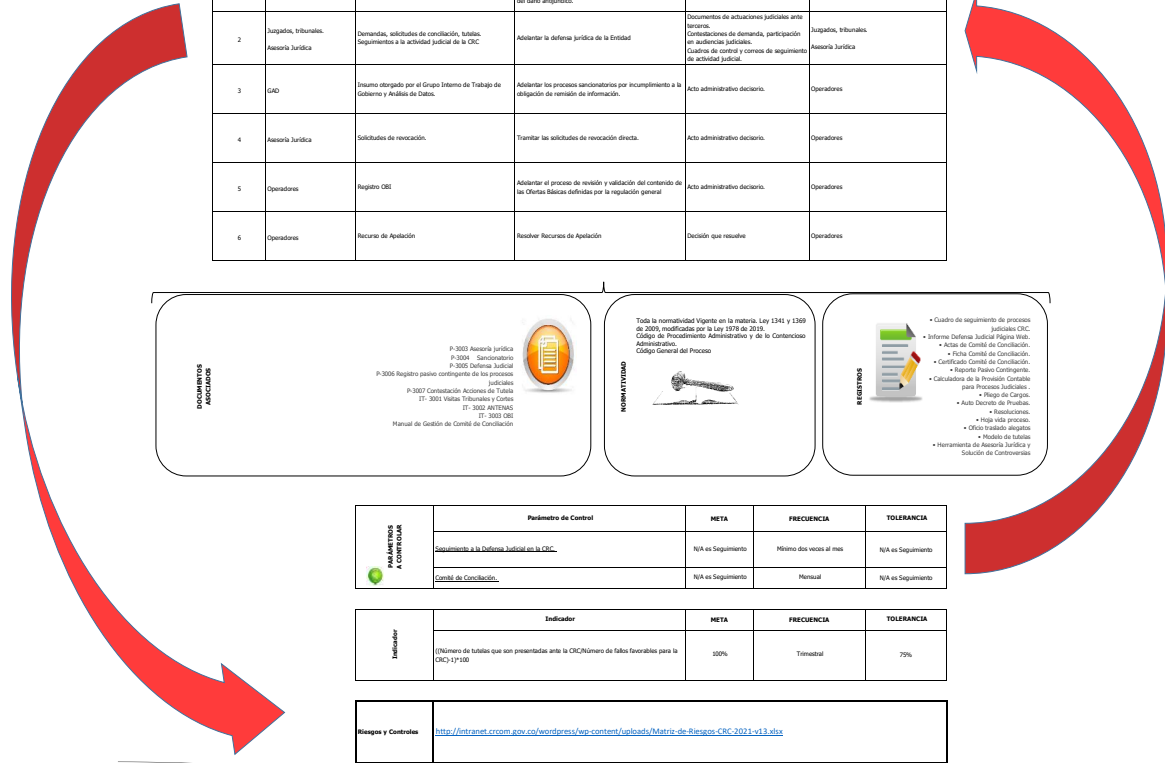 del daño antijurídico.
2
Juzgados, tribunales.
Asesoría Jurídica
Demandas, solicitudes de conciliación, tutelas.
Seguimientos a la actividad judicial de la CRC
Adelantar la defensa jurídica de la Entidad
Documentos de actuaciones judiciales ante
terceros.
Contestaciones de demanda, participación
en audiencias judiciales.
Cuadros de control y correos de seguimiento
de actividad judicial.
Juzgados, tribunales.
Asesoría Jurídica
3
GAD
Insumo otorgado por el Grupo Interno de Trabajo de
Gobierno y Análisis de Datos.
Adelantar los procesos sancionatorios por incumplimiento a la
obligación de remisión de información.
Acto administrativo decisorio.
Operadores
4
Asesoría Jurídica
Solicitudes de revocación.
Tramitar las solicitudes de revocación directa.
Acto administrativo decisorio.
Operadores
5
Operadores
Registro OBI
Adelantar el proceso de revisión y validación del contenido de
las Ofertas Básicas definidas por la regulación general
Acto administrativo decisorio.
Operadores
6
Operadores
Recurso de Apelación
Resolver Recursos de Apelación
Decisión que resuelve
Operadores
DOCUMENTOS
ASOCIADOS
P-3003 Asesoría jurídica
P-3004 Sancionatorio
P-3005 Defensa Judicial
P-3006 Registro pasivo contingente de los procesos
judiciales
P-3007 Contestación Acciones de Tutela
IT- 3001 Visitas Tribunales y Cortes
IT- 3002 ANTENAS
IT- 3003 OBI
Manual de Gestión de Comité de Conciliación
NORMATIVIDAD
Toda la normatividad Vigente en la materia. Ley 1341 y 1369
de 2009, modificadas por la Ley 1978 de 2019.
Código de Procedimiento Administrativo y de lo Contencioso
Administrativo.
Código General del Proceso
REGISTROS
• Cuadro de seguimiento de procesos
judiciales CRC.
• Informe Defensa Judicial Página Web.
• Actas de Comité de Conciliación.
• Ficha Comité de Conciliación.
• Certificado Comité de Conciliación.
• Reporte Pasivo Contingente.
• Calculadora de la Provisión Contable
para Procesos Judiciales .
• Pliego de Cargos.
• Auto Decreto de Pruebas.
• Resoluciones.
• Hoja vida proceso.
• Oficio traslado alegatos
• Modelo de tutelas
• Herramienta de Asesoría Jurídica y
Solución de Controversias
PARÁMETROS
A CONTROLAR
Parámetro de Control
META
FRECUENCIA
TOLERANCIA
Seguimiento a la Defensa Judicial en la CRC.
N/A es Seguimiento
Mínimo dos veces al mes
N/A es Seguimiento
Comité de Conciliación.
N/A es Seguimiento
Mensual
N/A es Seguimiento
Indicador
Indicador
META
FRECUENCIA
TOLERANCIA
((Número de tutelas que son presentadas ante la CRC/Número de fallos favorables para la
CRC)-1)*100
100%
Trimestral
75%
Riesgos y Controles
http://intranet.crcom.gov.co/wordpress/wp-content/uploads/Matriz-de-Riesgos-CRC-2021-v13.xlsx